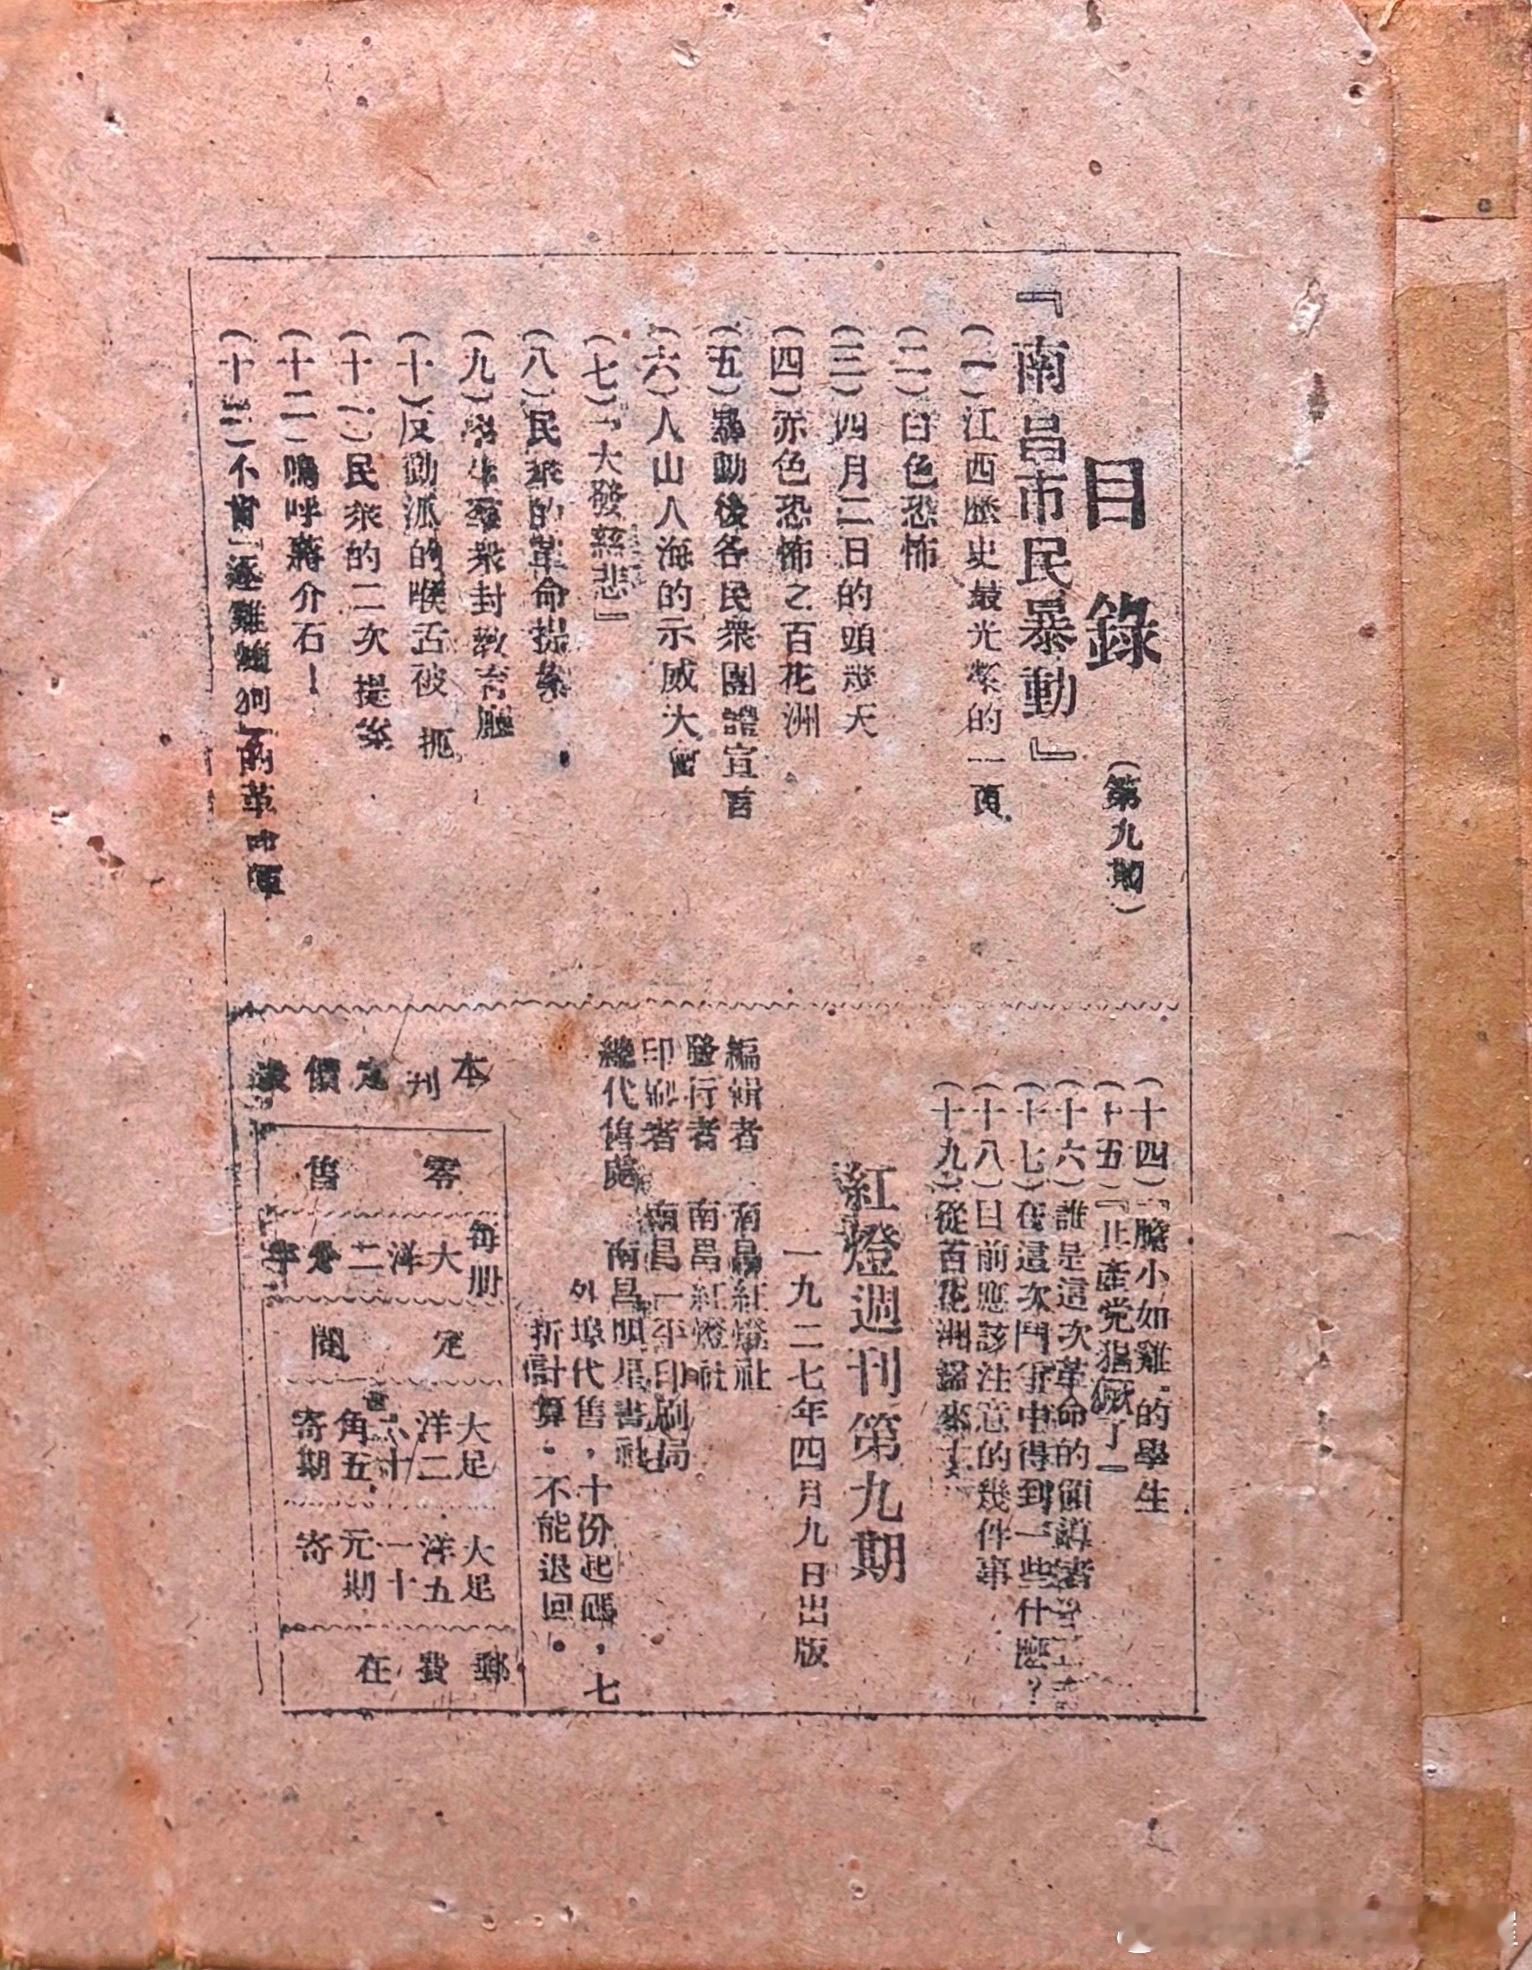 目錄
（第九期）
『南昌市民暴動』
（一）江西歷史最光榮的一頁
（二）白色恐怖
（三）四月二日的頭幾天
（四）赤色恐怖之百花洲
（五）暴動後各民衆團體宣言
（六）人山人海的示威大會
（七）『大發慈悲』
（八）民衆的革命提案
（九）學生羣衆封教育廳
（十）反動派的喉舌被扼
（十一）民衆的二次提案
（十二）嗚呼蔣介石！
（十三）不肯「逐雞 狗」的革命軍
（十四）「膽小如雞」的學生
（十五）『共產党猖獗了』
（十六）誰是這次革命的領導者
（十七）在這次鬥爭中得到一些什麽？
（十八）目前應該注意的幾件事
（十九）從百花洲歸來
紅燈週刊第九期
一九二七年四月九日出版
編輯者 南昌紅燈社
發行者 南昌紅燈社
印刷者 南昌一平印刷局
總代售處 南昌明星書社
外埠代售，十份起碼，七
折計算。不能退回。
本刊定價表
零售
每册大洋二分半
定閱
大洋二角五 足十期寄
大洋五元 足十期寄
郵費在